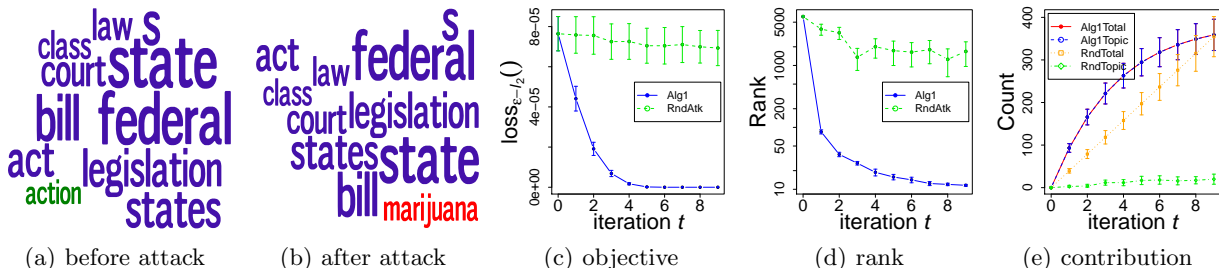 class law s
court state
bill federal
act legislation
action states
(a) before attack
act federal s
class law
court legislation
states state
bill marijuana
(b) after attack
loss ε−l₂ ()
8e−05
4e−05
0e+00
Alg1
RndAtk
0 2 4 6 8
iteration t
(c) objective
Rank
5000
1000
200
50
10
Alg1
RndAtk
0 2 4 6 8
iteration t
(d) rank
Count
400
300
200
100
0
Alg1Total
Alg1Topic
RndTotal
RndTopic
0 2 4 6 8
iteration t
(e) contribution